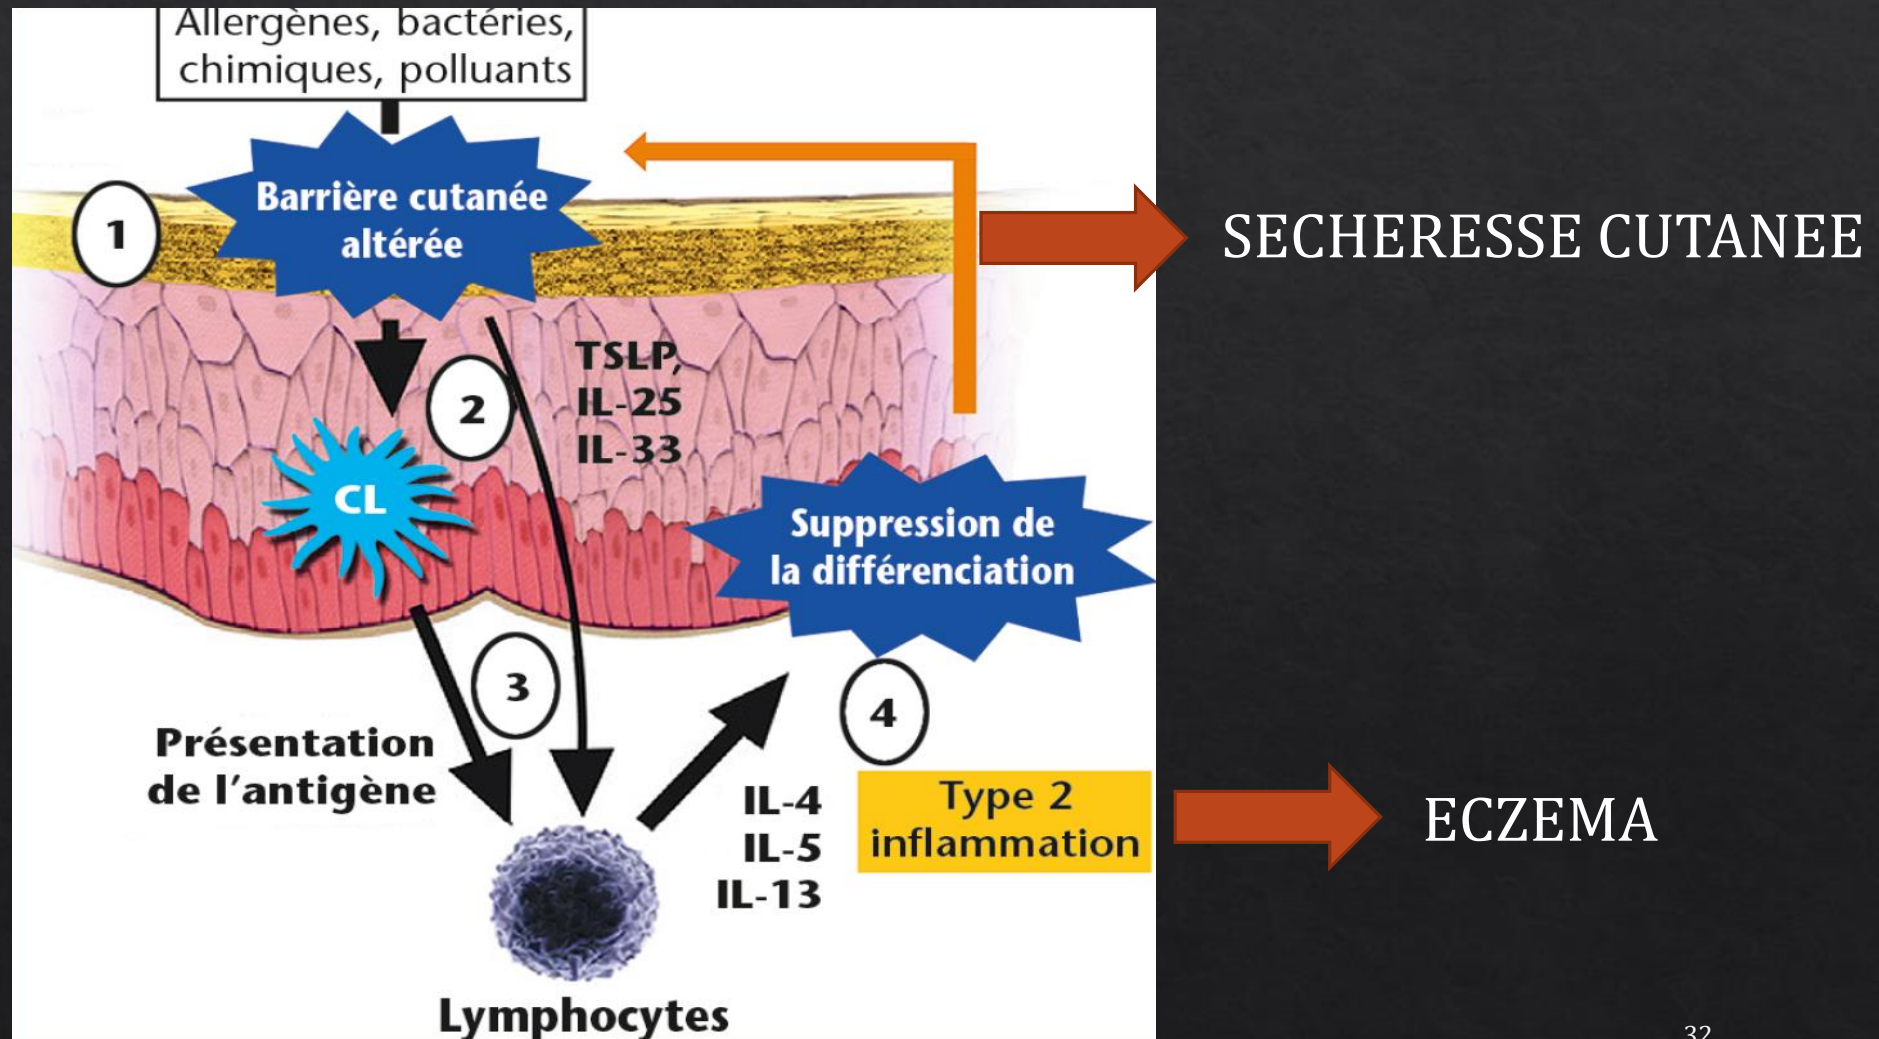 Allergènes, bactéries,
chimiques, polluants
Barrière cutanée
altérée
1
SECHERESSE CUTANEE
TSLP,
IL-25
IL-33
2
CL
Suppression de
la différenciation
3
4
Présentation
de l'antigène
IL-4
IL-5
IL-13
Type 2
inflammation
ECZEMA
Lymphocytes
32